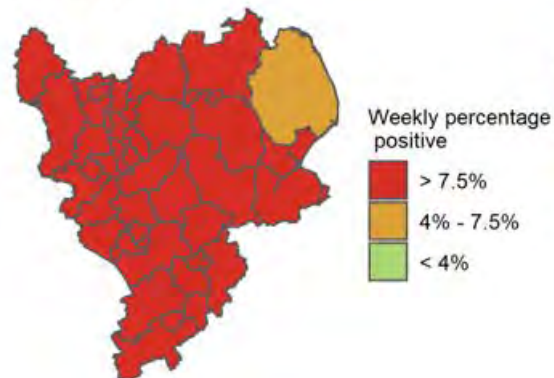 Weekly percentage
positive
> 7.5%
4% - 7.5%
< 4%